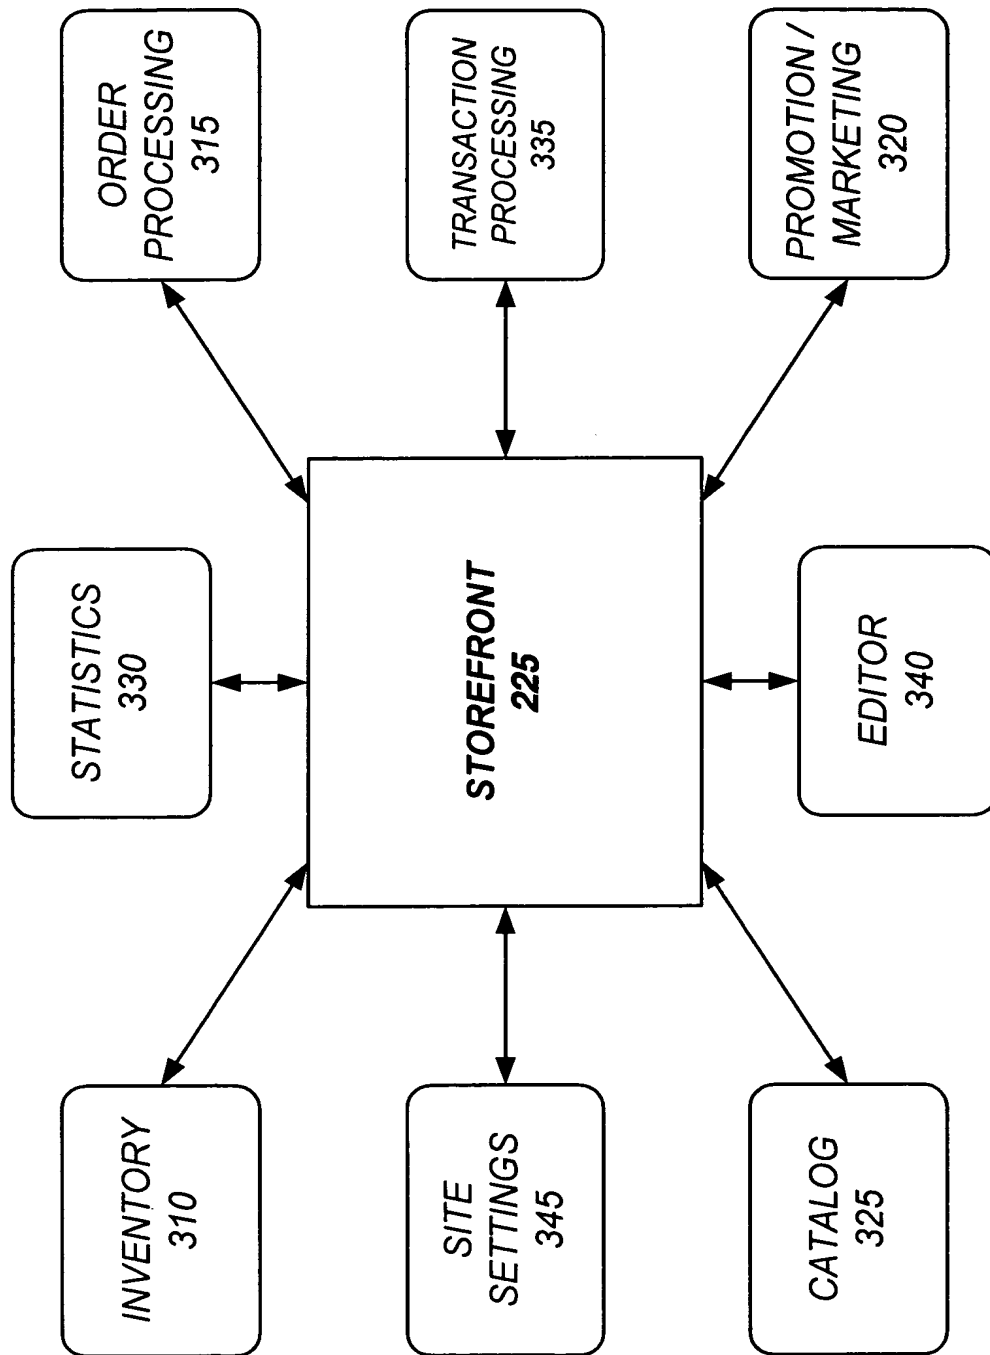 INVENTORY
310
STATISTICS
330
ORDER
PROCESSING
315
SITE
SETTINGS
345
STOREFRONT
225
TRANSACTION
PROCESSING
335
CATALOG
325
EDITOR
340
PROMOTION /
MARKETING
320